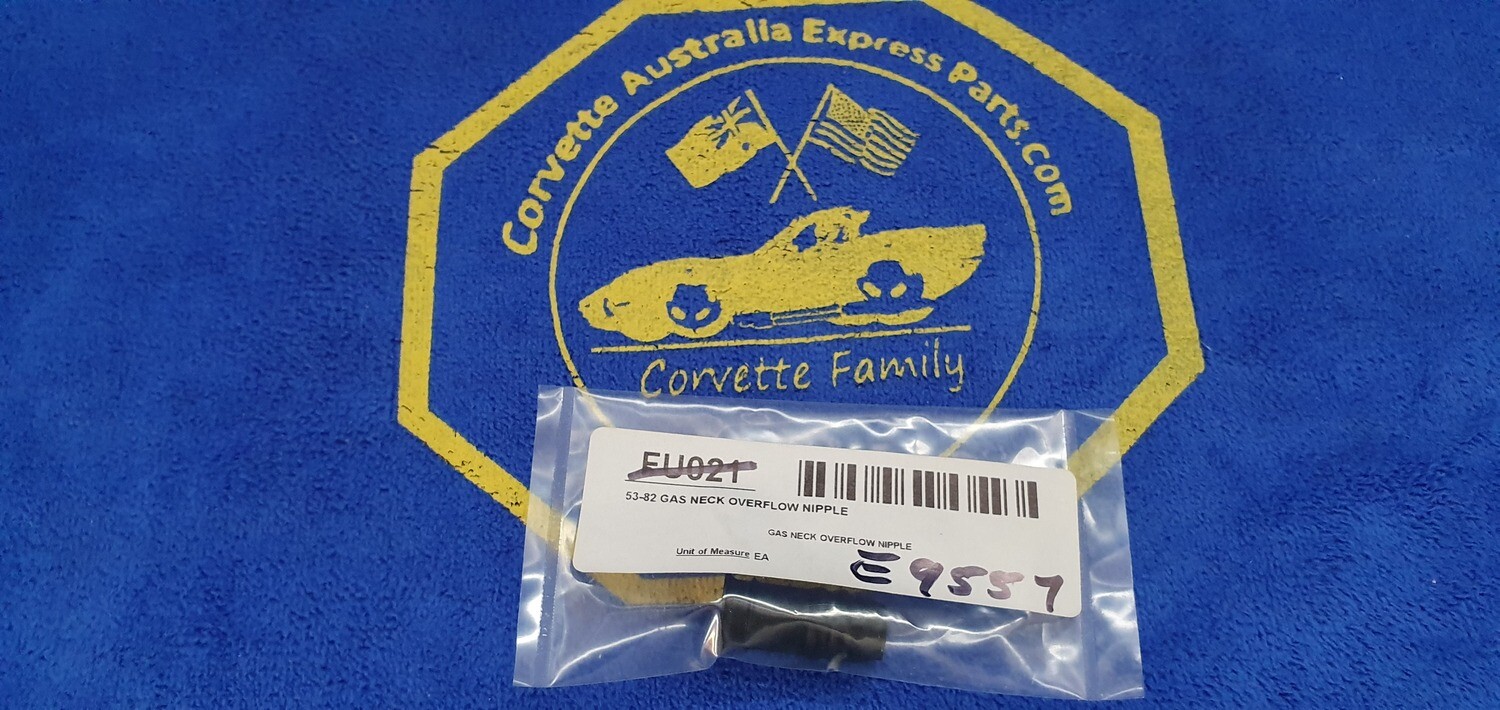 Corvette Australia Express Parts.com
Corvette Family
FU021
53-82 GAS NECK OVERFLOW NIPPLE
GAS NECK OVERFLOW NIPPLE
Unit of Measure EA
E9557